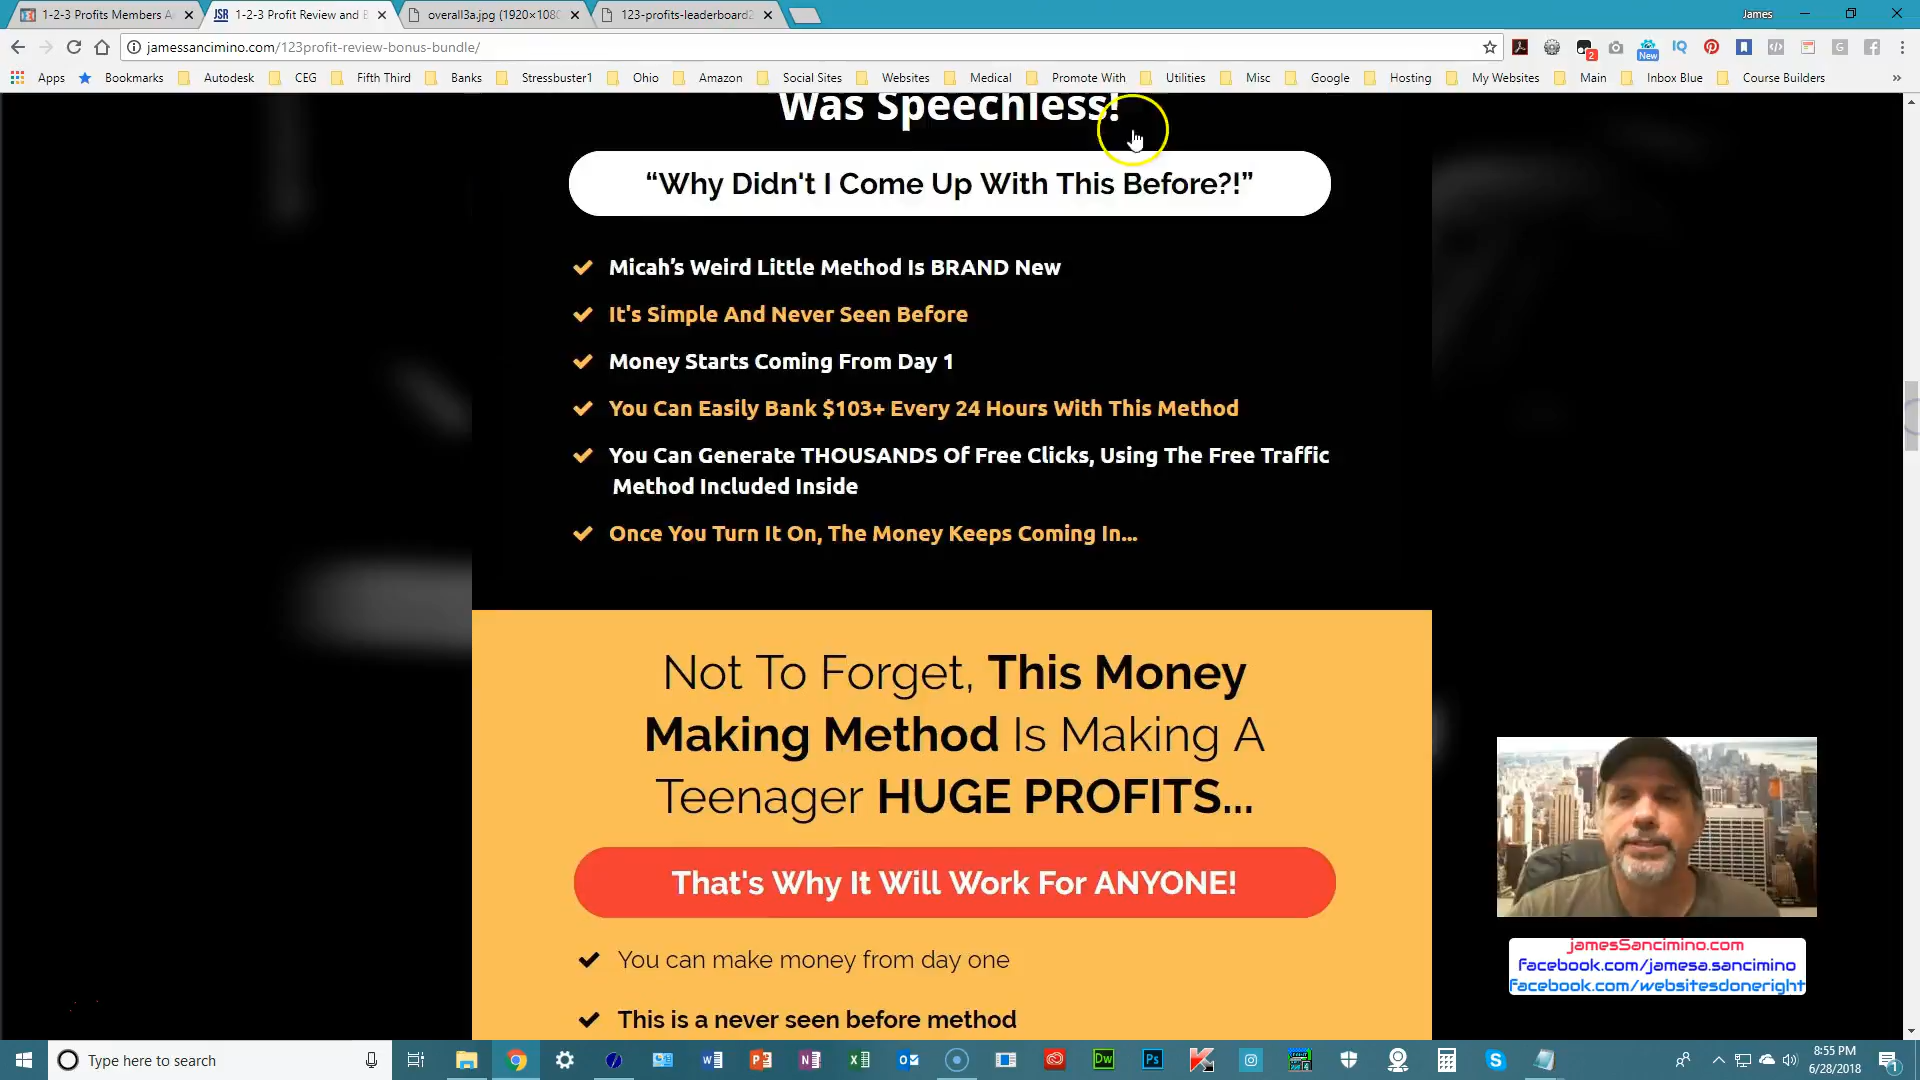 1-2-3 Profits Members A
1-2-3 Profit Review and B
overall3a.jpg (1920×1080
123-profits-leaderboard2
James
jamessancimino.com/123profit-review-bonus-bundle/
2
New
Apps
Bookmarks
Autodesk
CEG
Fifth Third
Banks
Stressbuster1
Ohio
Amazon
Social Sites
Websites
Medical
Promote With
Utilities
Misc
Google
Hosting
My Websites
Main
Inbox Blue
Course Builders
Was Speechless!
“Why Didn't I Come Up With This Before?!”
Micah’s Weird Little Method Is BRAND New
It's Simple And Never Seen Before
Money Starts Coming From Day 1
You Can Easily Bank $103+ Every 24 Hours With This Method
You Can Generate THOUSANDS Of Free Clicks, Using The Free Traffic
Method Included Inside
Once You Turn It On, The Money Keeps Coming In...
Not To Forget, This Money
Making Method Is Making A
Teenager HUGE PROFITS...
That's Why It Will Work For ANYONE!
You can make money from day one
This is a never seen before method
jamesSancimino.com
facebook.com/jamesa.sancimino
facebook.com/websitesdoneright
Type here to search
8:55 PM
6/28/2018
1